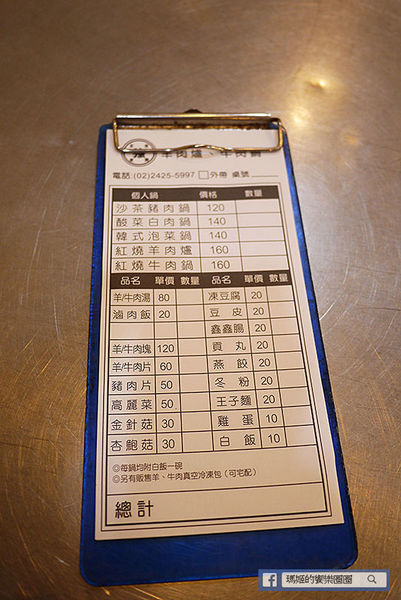 羊肉爐、牛肉鍋
電話:(02)2425-5997 □外帶 桌號
個人鍋 價格 數量
沙茶豬肉鍋 120
酸菜白肉鍋 140
韓式泡菜鍋 140
紅燒羊肉爐 160
紅燒牛肉鍋 160
品名 單價 數量 品名 單價 數量
羊/牛肉湯 80 凍豆腐 20
滷肉飯 20 豆皮 20
鑫鑫腸 20
羊/牛肉塊 120 貢丸 20
羊/牛肉片 60 燕餃 20
豬肉片 50 冬粉 20
高麗菜 50 王子麵 20
金針菇 30 雞蛋 10
杏鮑菇 30 白飯 10
◎每鍋均附白飯一碗
◎另有販售羊、牛肉真空冷凍包(可宅配)
總計
瑪姬的饗樂圈圈